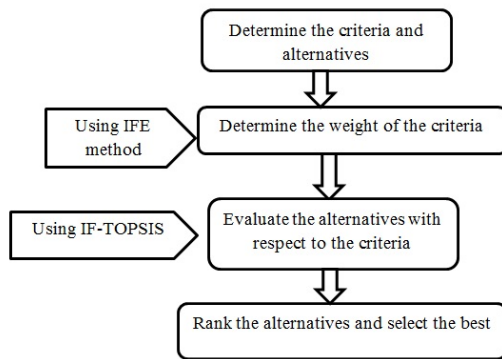 Determine the criteria and
alternatives
Using IFE
method
Determine the weight of the criteria
Using IF-TOPSIS
Evaluate the alternatives with
respect to the criteria
Rank the alternatives and select the best